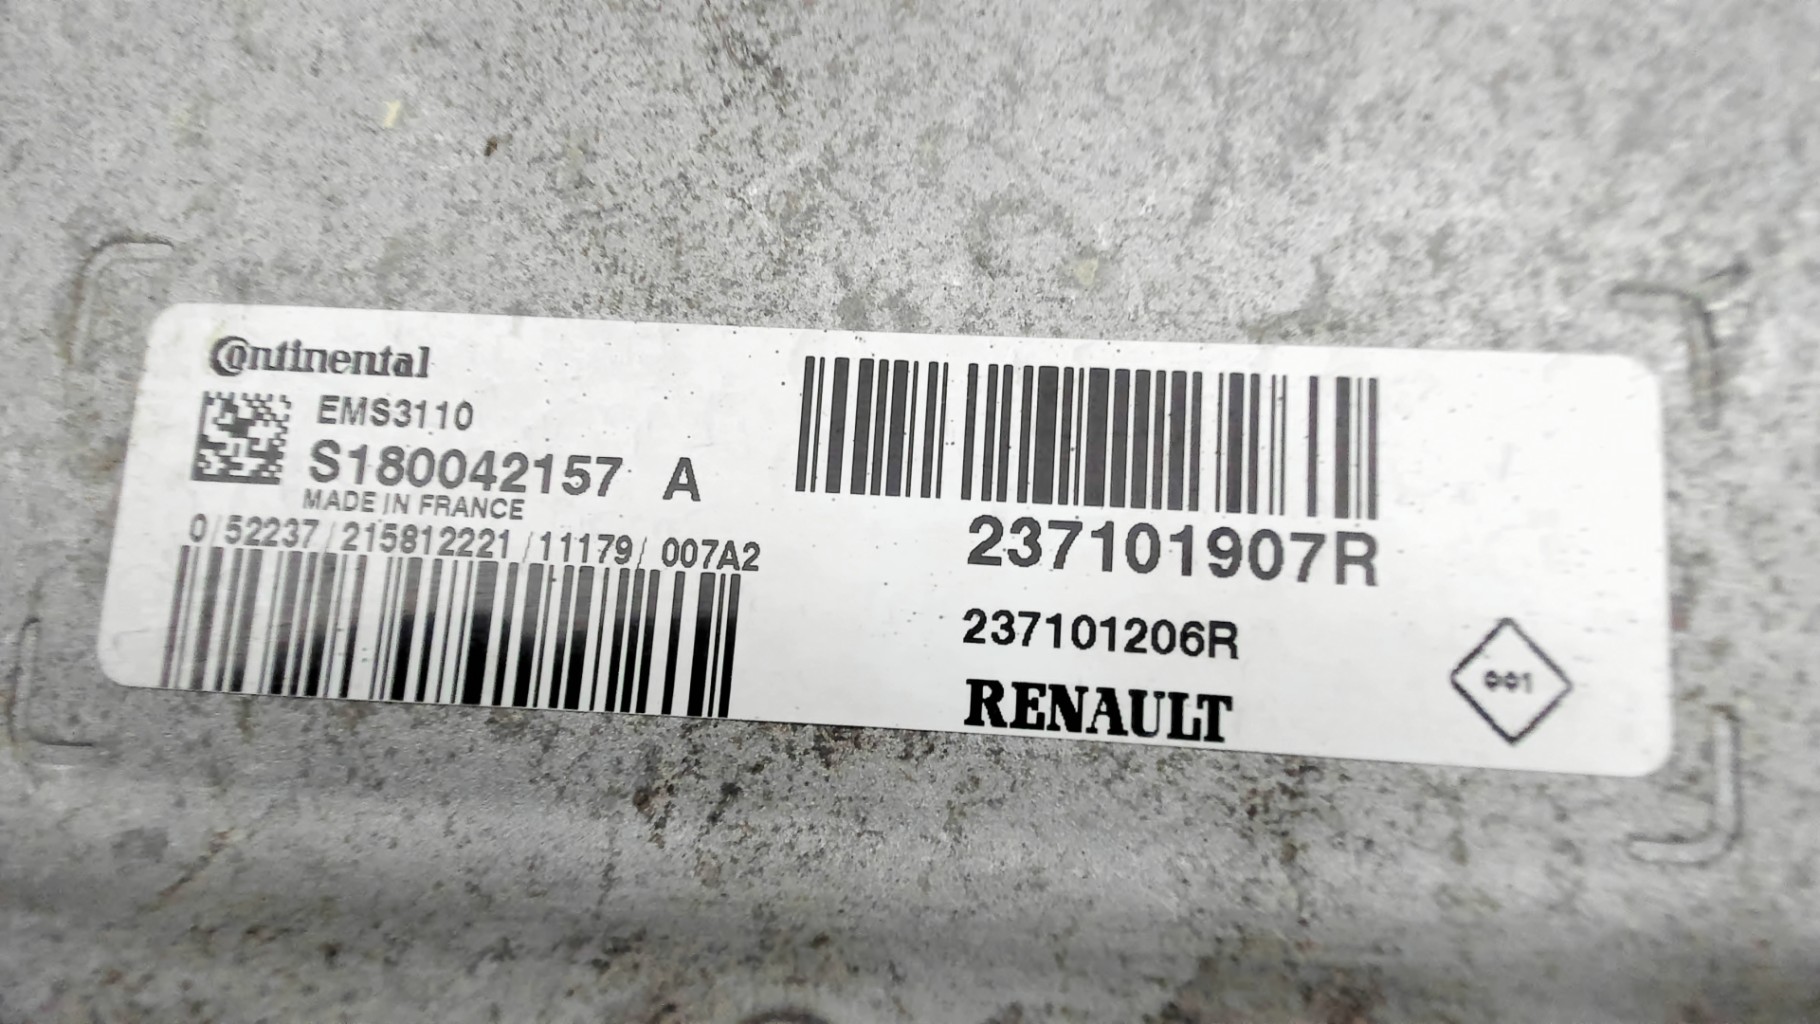 Continental
EMS3110
S180042157 A
MADE IN FRANCE
0/52237/215812221/11179/007A2
237101907R
237101206R
RENAULT
001